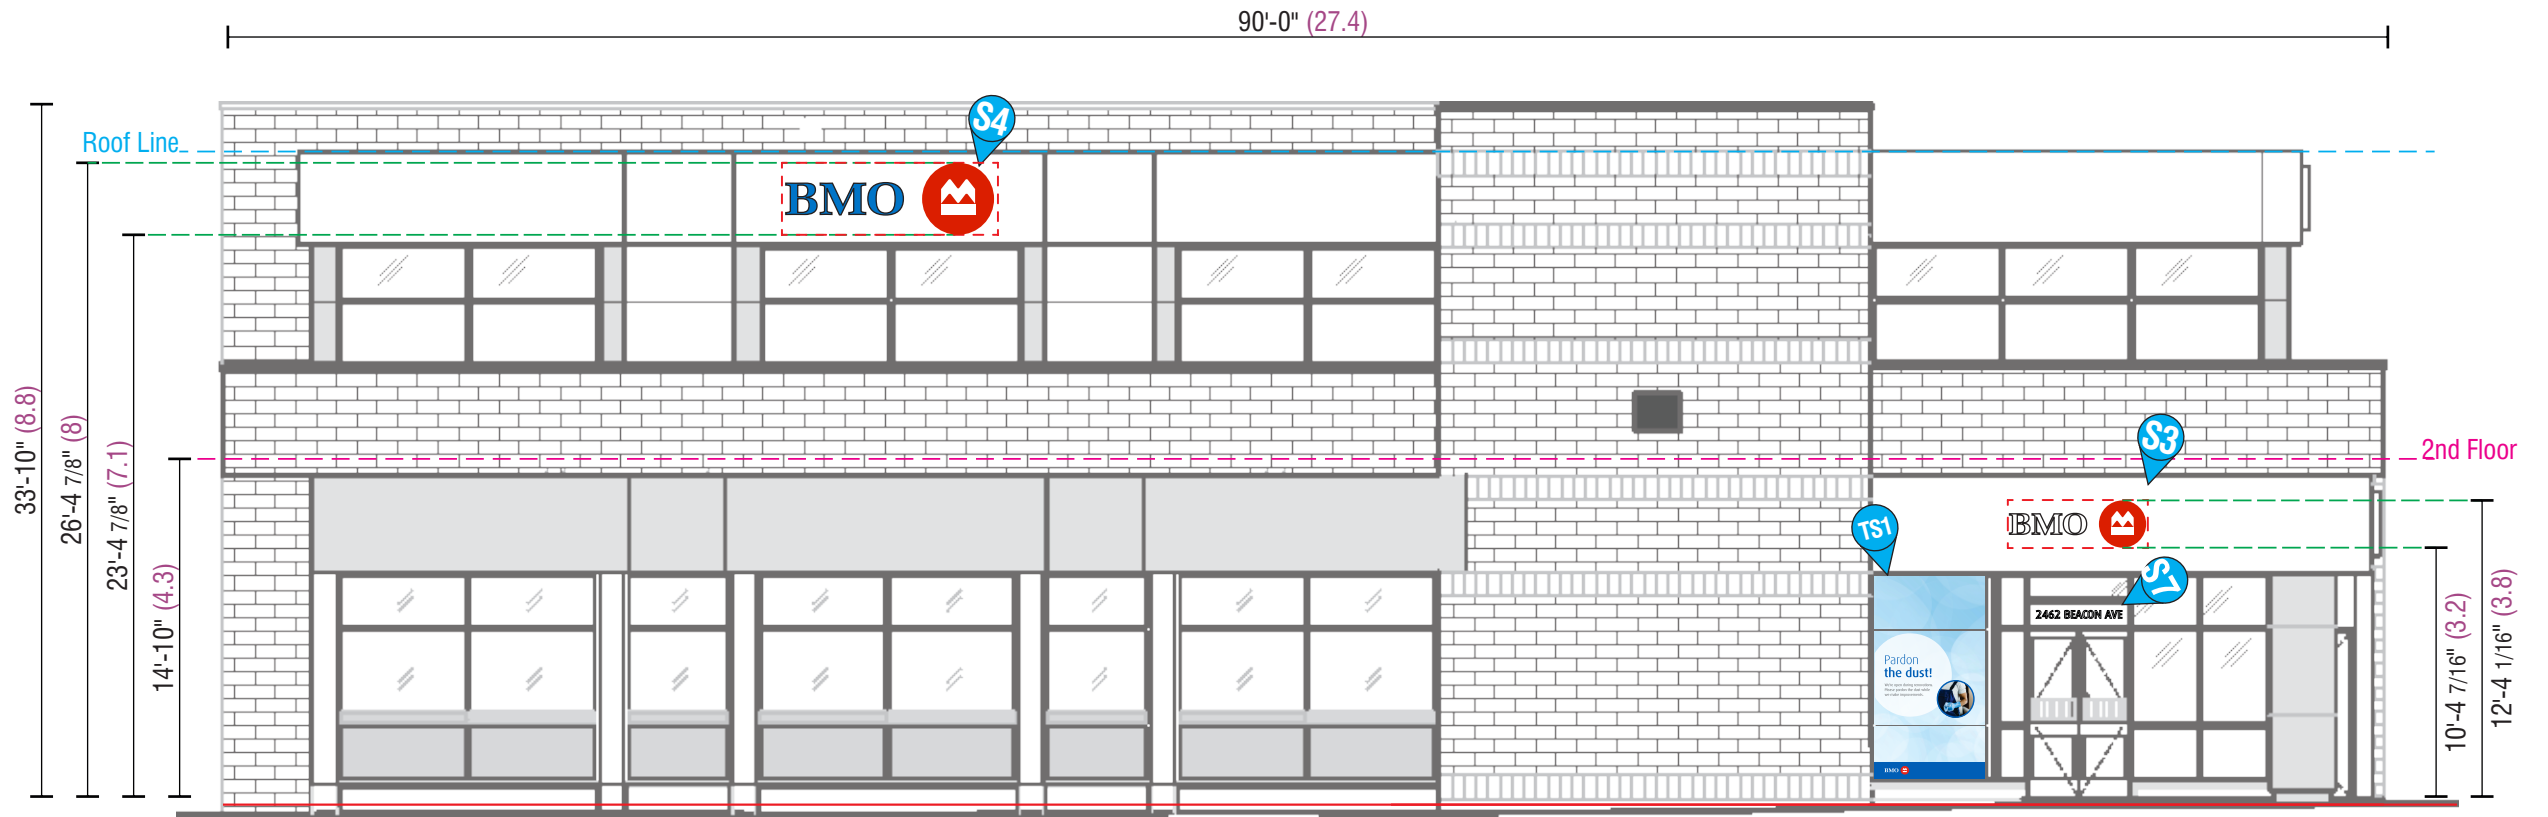 90'-0" (27.4)
Roof Line
S4
BMO
33'-10" (8.8)
26'-4 7/8" (8)
23'-4 7/8" (7.1)
14'-10" (4.3)
2nd Floor
S3
TS1
BMO
S7
2462 BEACON AVE
Pardon
the dust!
BMO
10'-4 7/16" (3.2)
12'-4 1/16" (3.8)